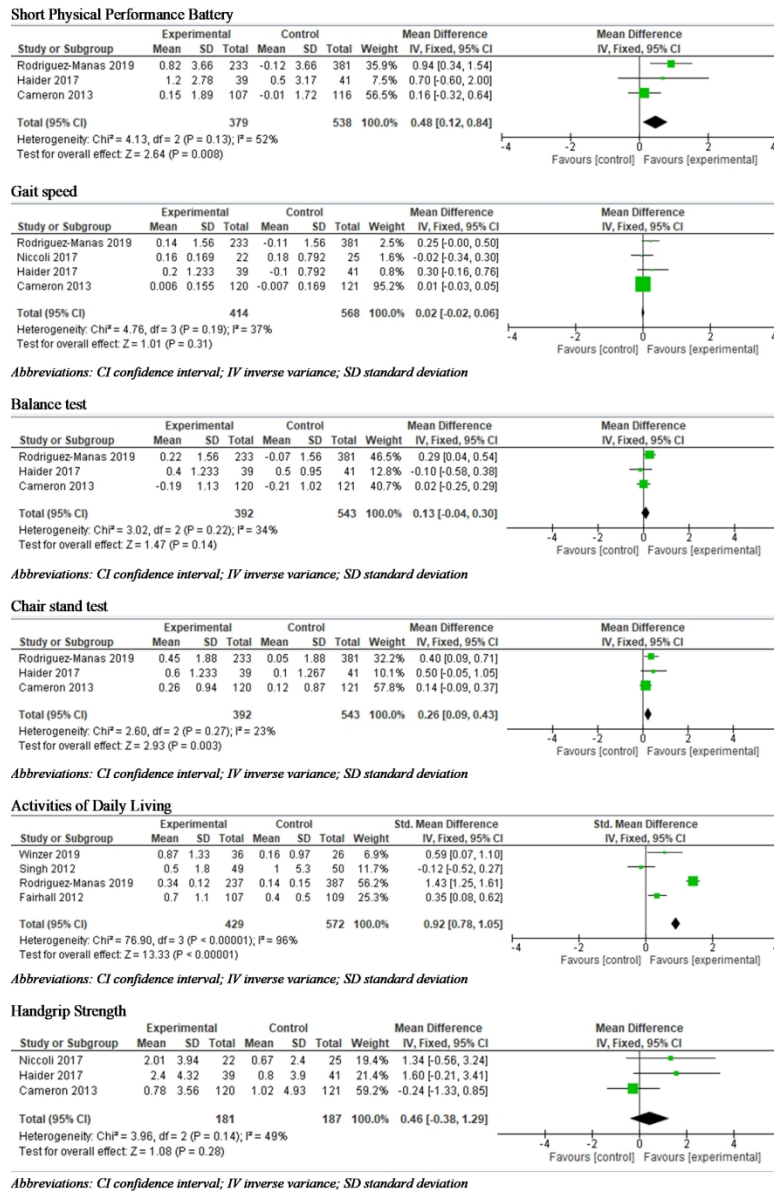 Short Physical Performance Battery
Experimental Control Mean Difference Mean Difference
Study or Subgroup Mean SD Total Mean SD Total Weight IV, Fixed, 95% CI IV, Fixed, 95% CI
Rodriguez-Manas 2019 0.82 3.66 233 -0.12 3.66 381 35.9% 0.94 [0.34, 1.54]
Haider 2017 1.2 2.78 39 0.5 3.17 41 7.5% 0.70 [-0.60, 2.00]
Cameron 2013 0.15 1.89 107 -0.01 1.72 116 56.5% 0.16 [-0.32, 0.64]
Total (95% CI) 379 538 100.0% 0.48 [0.12, 0.84]
Heterogeneity: Chi² = 4.13, df = 2 (P = 0.13); I² = 52%
Test for overall effect: Z = 2.64 (P = 0.008)
-4 -2 0 2 4
Favours [control] Favours [experimental]
Gait speed
Experimental Control Mean Difference Mean Difference
Study or Subgroup Mean SD Total Mean SD Total Weight IV, Fixed, 95% CI IV, Fixed, 95% CI
Rodriguez-Manas 2019 0.14 1.56 233 -0.11 1.56 381 2.5% 0.25 [-0.00, 0.50]
Niccoli 2017 0.16 0.169 22 0.18 0.792 25 1.6% -0.02 [-0.34, 0.30]
Haider 2017 0.2 1.233 39 -0.1 0.792 41 0.8% 0.30 [-0.16, 0.76]
Cameron 2013 0.006 0.155 120 -0.007 0.169 121 95.2% 0.01 [-0.03, 0.05]
Total (95% CI) 414 568 100.0% 0.02 [-0.02, 0.06]
Heterogeneity: Chi² = 4.76, df = 3 (P = 0.19); I² = 37%
Test for overall effect: Z = 1.01 (P = 0.31)
-4 -2 0 2 4
Favours [control] Favours [experimental]
Abbreviations: CI confidence interval; IV inverse variance; SD standard deviation
Balance test
Experimental Control Mean Difference Mean Difference
Study or Subgroup Mean SD Total Mean SD Total Weight IV, Fixed, 95% CI IV, Fixed, 95% CI
Rodriguez-Manas 2019 0.22 1.56 233 -0.07 1.56 381 46.5% 0.29 [0.04, 0.54]
Haider 2017 0.4 1.233 39 0.5 0.95 41 12.8% -0.10 [-0.58, 0.38]
Cameron 2013 -0.19 1.13 120 -0.21 1.02 121 40.7% 0.02 [-0.25, 0.29]
Total (95% CI) 392 543 100.0% 0.13 [-0.04, 0.30]
Heterogeneity: Chi² = 3.02, df = 2 (P = 0.22); I² = 34%
Test for overall effect: Z = 1.47 (P = 0.14)
-4 -2 0 2 4
Favours [control] Favours [experimental]
Abbreviations: CI confidence interval; IV inverse variance; SD standard deviation
Chair stand test
Experimental Control Mean Difference Mean Difference
Study or Subgroup Mean SD Total Mean SD Total Weight IV, Fixed, 95% CI IV, Fixed, 95% CI
Rodriguez-Manas 2019 0.45 1.88 233 0.05 1.88 381 32.2% 0.40 [0.09, 0.71]
Haider 2017 0.6 1.233 39 0.1 1.267 41 10.1% 0.50 [-0.05, 1.05]
Cameron 2013 0.26 0.94 120 0.12 0.87 121 57.8% 0.14 [-0.09, 0.37]
Total (95% CI) 392 543 100.0% 0.26 [0.09, 0.43]
Heterogeneity: Chi² = 2.60, df = 2 (P = 0.27); I² = 23%
Test for overall effect: Z = 2.93 (P = 0.003)
-4 -2 0 2 4
Favours [control] Favours [experimental]
Abbreviations: CI confidence interval; IV inverse variance; SD standard deviation
Activities of Daily Living
Experimental Control Std. Mean Difference Std. Mean Difference
Study or Subgroup Mean SD Total Mean SD Total Weight IV, Fixed, 95% CI IV, Fixed, 95% CI
Winzer 2019 0.87 1.33 36 0.16 0.97 26 6.9% 0.59 [0.07, 1.10]
Singh 2012 0.5 1.8 49 1 5.3 50 11.7% -0.12 [-0.52, 0.27]
Rodriguez-Manas 2019 0.34 0.12 237 0.14 0.15 387 56.2% 1.43 [1.25, 1.61]
Fairhall 2012 0.7 1.1 107 0.4 0.5 109 25.3% 0.35 [0.08, 0.62]
Total (95% CI) 429 572 100.0% 0.92 [0.78, 1.05]
Heterogeneity: Chi² = 76.90, df = 3 (P < 0.00001); I² = 96%
Test for overall effect: Z = 13.33 (P < 0.00001)
-4 -2 0 2 4
Favours [control] Favours [experimental]
Abbreviations: CI confidence interval; IV inverse variance; SD standard deviation
Handgrip Strength
Experimental Control Mean Difference Mean Difference
Study or Subgroup Mean SD Total Mean SD Total Weight IV, Fixed, 95% CI IV, Fixed, 95% CI
Niccoli 2017 2.01 3.94 22 0.67 2.4 25 19.4% 1.34 [-0.56, 3.24]
Haider 2017 2.4 4.32 39 0.8 3.9 41 21.4% 1.60 [-0.21, 3.41]
Cameron 2013 0.78 3.56 120 1.02 4.93 121 59.2% -0.24 [-1.33, 0.85]
Total (95% CI) 181 187 100.0% 0.46 [-0.38, 1.29]
Heterogeneity: Chi² = 3.96, df = 2 (P = 0.14); I² = 49%
Test for overall effect: Z = 1.08 (P = 0.28)
-4 -2 0 2 4
Favours [control] Favours [experimental]
Abbreviations: CI confidence interval; IV inverse variance; SD standard deviation